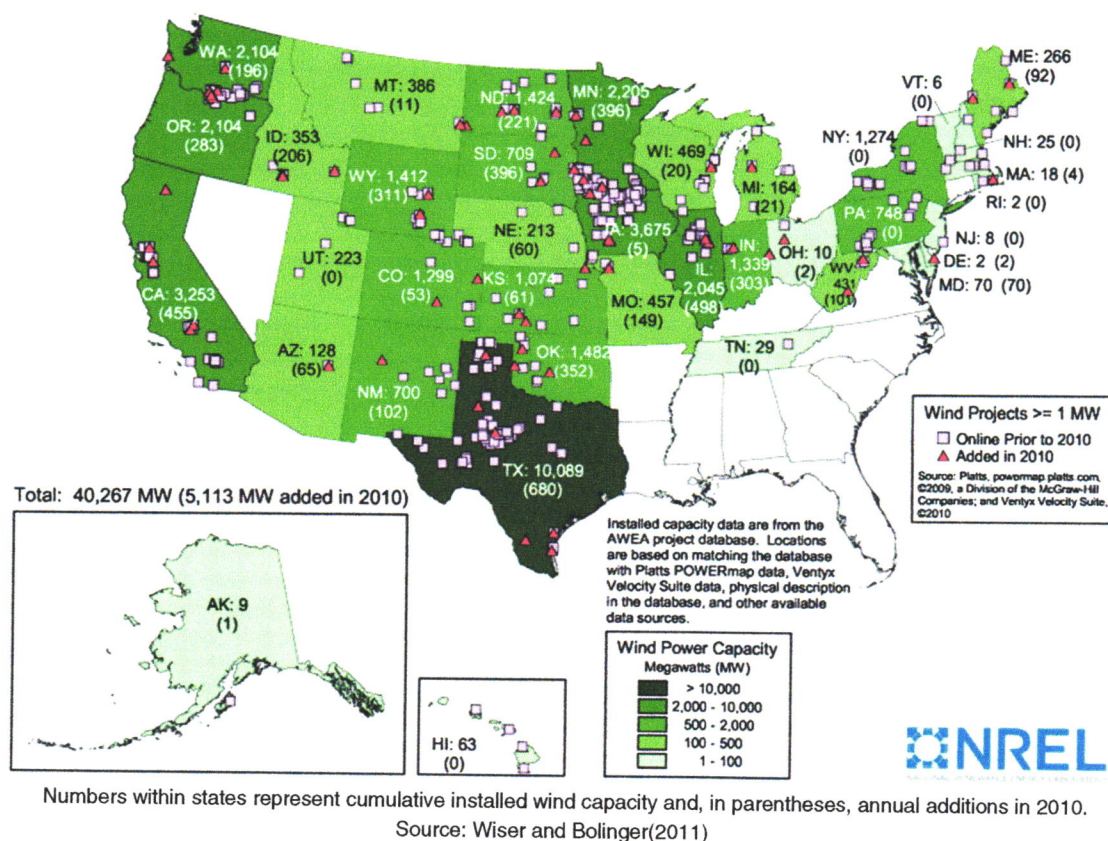 WA: 2,104
(196)
MT: 386
(11)
ND: 1,424
(221)
MN: 2,205
(396)
ME: 266
(92)
VT: 6
(0)
OR: 2,104
(283)
ID: 353
(206)
SD: 709
(396)
WI: 469
(20)
NY: 1,274
(0)
NH: 25 (0)
WY: 1,412
(311)
MI: 164
(21)
MA: 18 (4)
RI: 2 (0)
NE: 213
(60)
IA: 3,675
(5)
PA: 748
(0)
NJ: 8 (0)
UT: 223
(0)
IN:
1,339
(303)
OH: 10
(2)
DE: 2 (2)
CA: 3,253
(455)
CO: 1,299
(53)
KS: 1,074
(61)
IL:
2,045
(498)
WV:
431
(101)
MD: 70 (70)
MO: 457
(149)
AZ: 128
(65)
NM: 700
(102)
OK: 1,482
(352)
TN: 29
(0)
TX: 10,089
(680)
Wind Projects >= 1 MW
Online Prior to 2010
Added in 2010
Source: Platts, powermap.platts.com,
©2009, a Division of the McGraw-Hill
Companies; and Ventyx Velocity Suite,
©2010
Total: 40,267 MW (5,113 MW added in 2010)
AK: 9
(1)
HI: 63
(0)
Installed capacity data are from the
AWEA project database. Locations
are based on matching the database
with Platts POWERmap data, Ventyx
Velocity Suite data, physical description
in the database, and other available
data sources.
Wind Power Capacity
Megawatts (MW)
> 10,000
2,000 - 10,000
500 - 2,000
100 - 500
1 - 100
NREL
Numbers within states represent cumulative installed wind capacity and, in parentheses, annual additions in 2010.
Source: Wiser and Bolinger(2011)